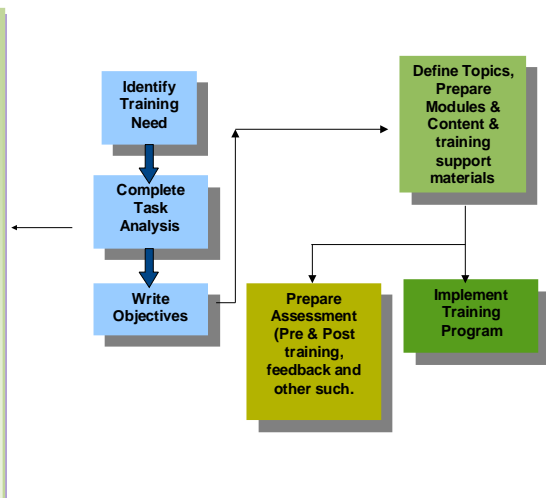 Identify
Training
Need
Complete
Task
Analysis
Write
Objectives
Define Topics,
Prepare
Modules &
Content &
training
support
materials
Prepare
Assessment
(Pre & Post
training,
feedback and
other such.
Implement
Training
Program